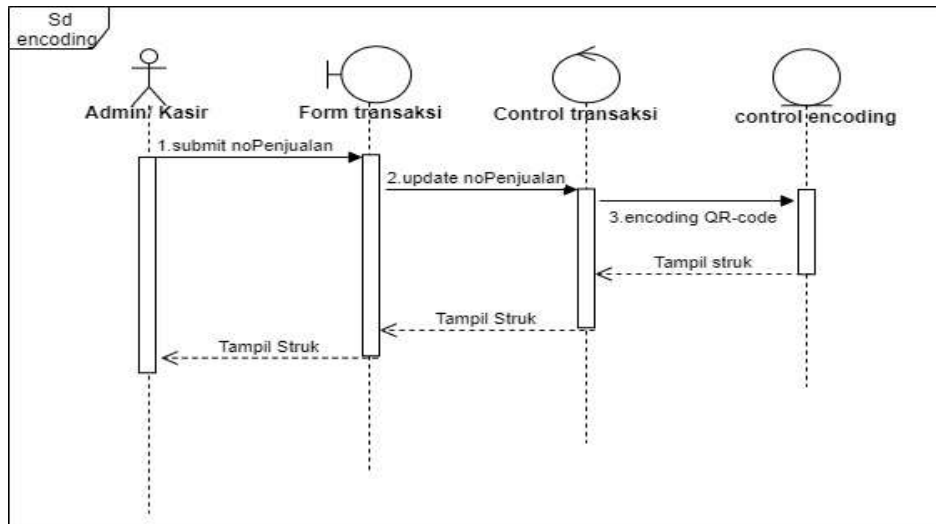 Sd
encoding
Admin/ Kasir
Form transaksi
Control transaksi
control encoding
1.submit noPenjualan
2.update noPenjualan
3.encoding QR-code
Tampil struk
Tampil Struk
Tampil Struk